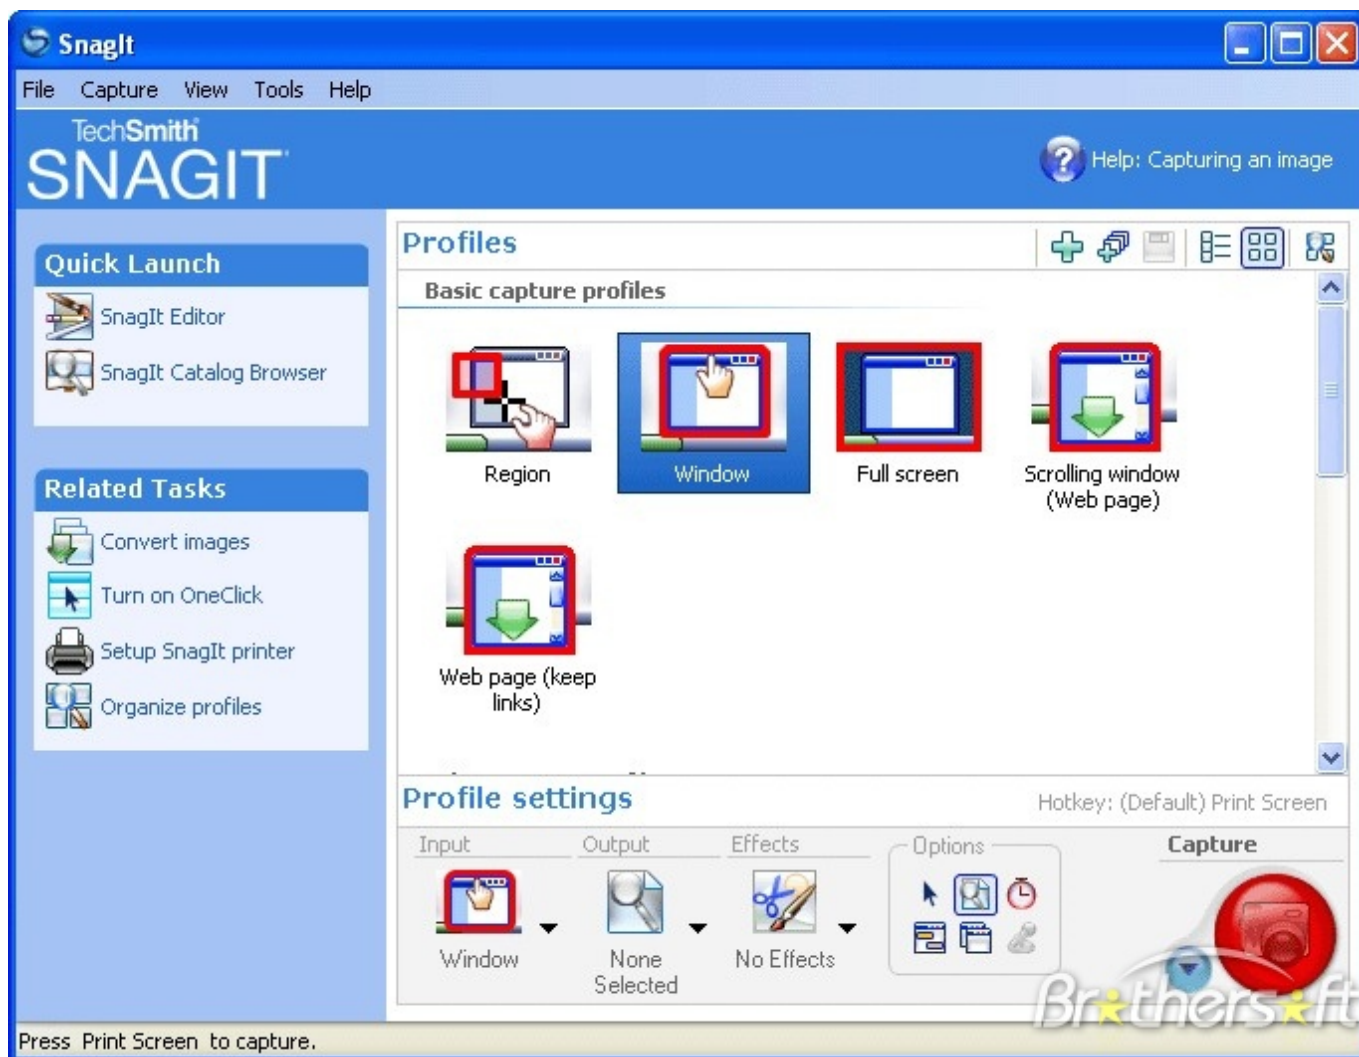 SnagIt
File Capture View Tools Help
TechSmith
SNAGIT
Help: Capturing an image
Quick Launch
SnagIt Editor
SnagIt Catalog Browser
Related Tasks
Convert images
Turn on OneClick
Setup SnagIt printer
Organize profiles
Profiles
Basic capture profiles
Region
Window
Full screen
Scrolling window
(Web page)
Web page (keep
links)
Profile settings
Hotkey: (Default) Print Screen
Input
Output
Effects
Options
Capture
Window
None
Selected
No Effects
Brothersoft
Press Print Screen to capture.